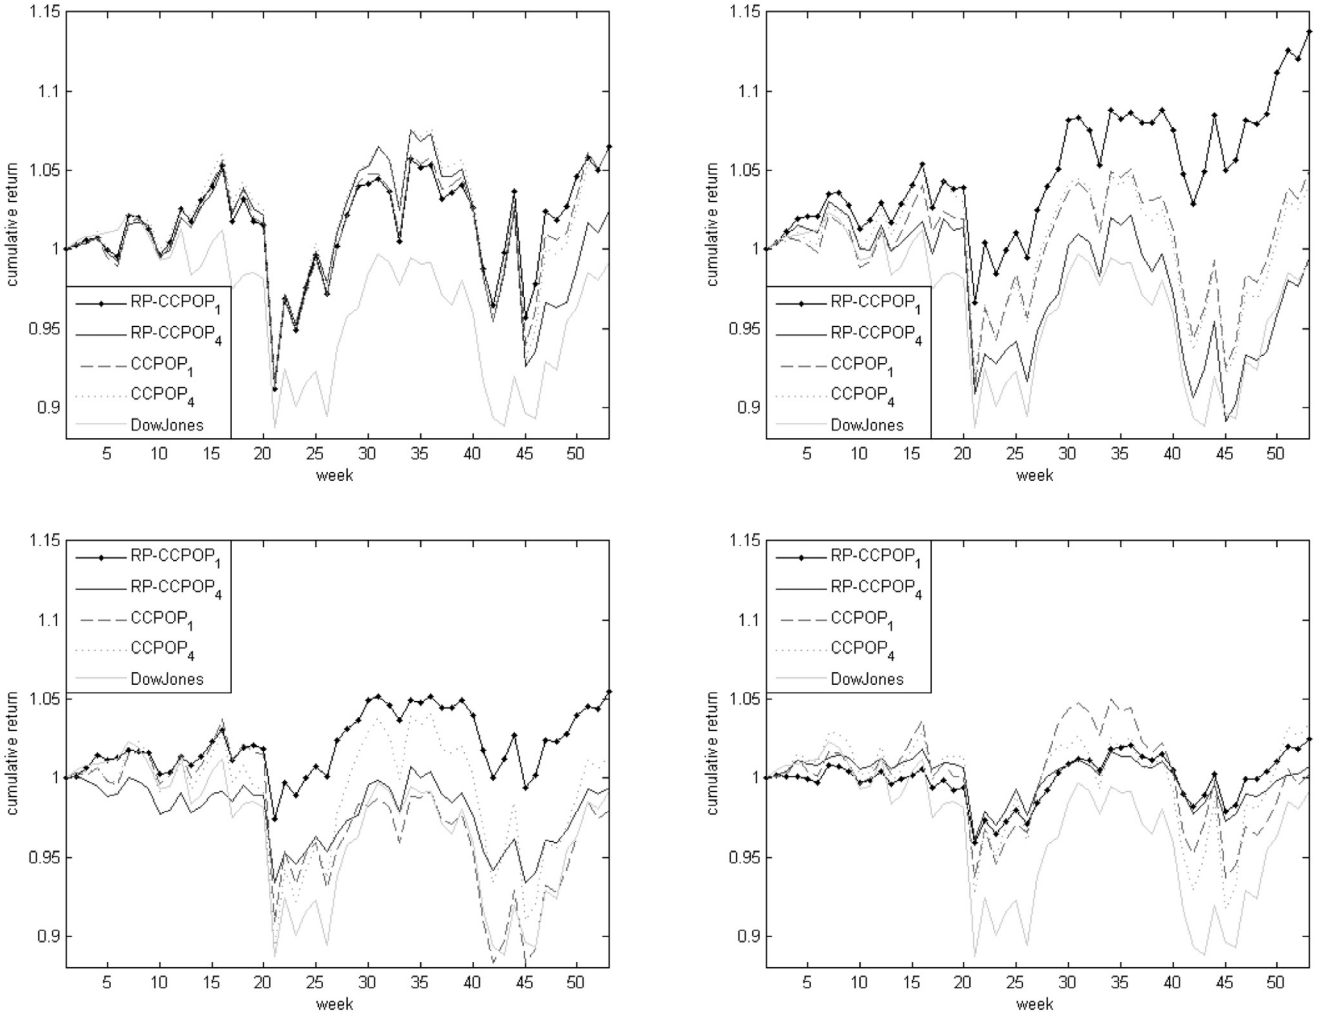 1.15
1.1
1.05
1
0.95
0.9
cumulative return
RP-CCPOP1
RP-CCPOP4
CCPOP1
CCPOP4
DowJones
5 10 15 20 25 30 35 40 45 50
week
1.15
1.1
1.05
1
0.95
0.9
cumulative return
RP-CCPOP1
RP-CCPOP4
CCPOP1
CCPOP4
DowJones
5 10 15 20 25 30 35 40 45 50
week
1.15
1.1
1.05
1
0.95
0.9
cumulative return
RP-CCPOP1
RP-CCPOP4
CCPOP1
CCPOP4
DowJones
5 10 15 20 25 30 35 40 45 50
week
1.15
1.1
1.05
1
0.95
0.9
cumulative return
RP-CCPOP1
RP-CCPOP4
CCPOP1
CCPOP4
DowJones
5 10 15 20 25 30 35 40 45 50
week